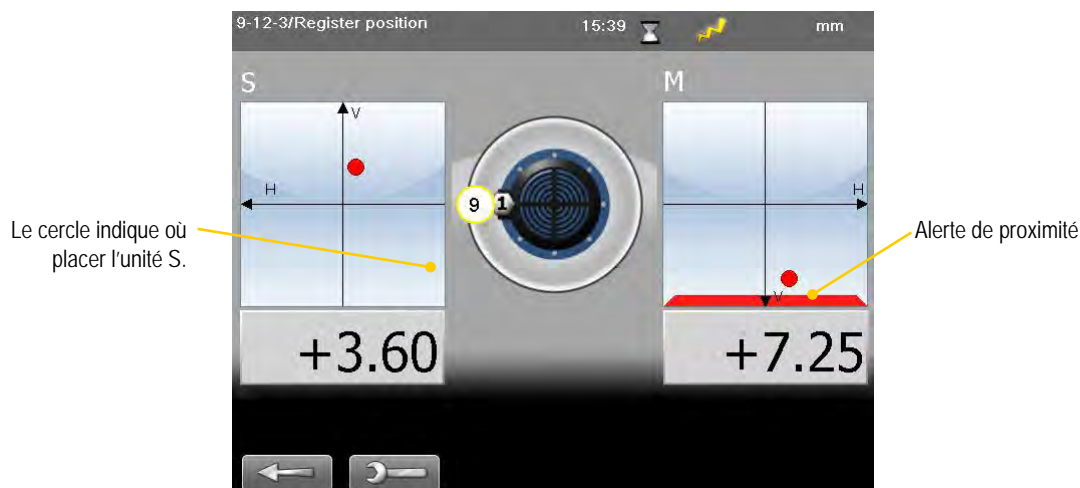 9-12-3/Register position 15:39 mm
S
M
V
H
H
V
9 1
Le cercle indique où
placer l’unité S.
Alerte de proximité
+3.60
+7.25